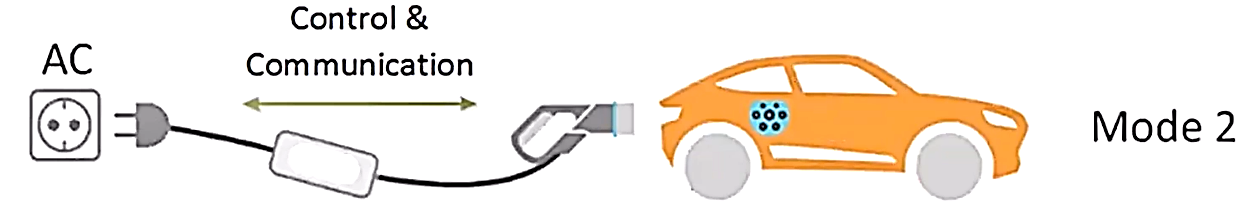 AC
Control &
Communication
Mode 2